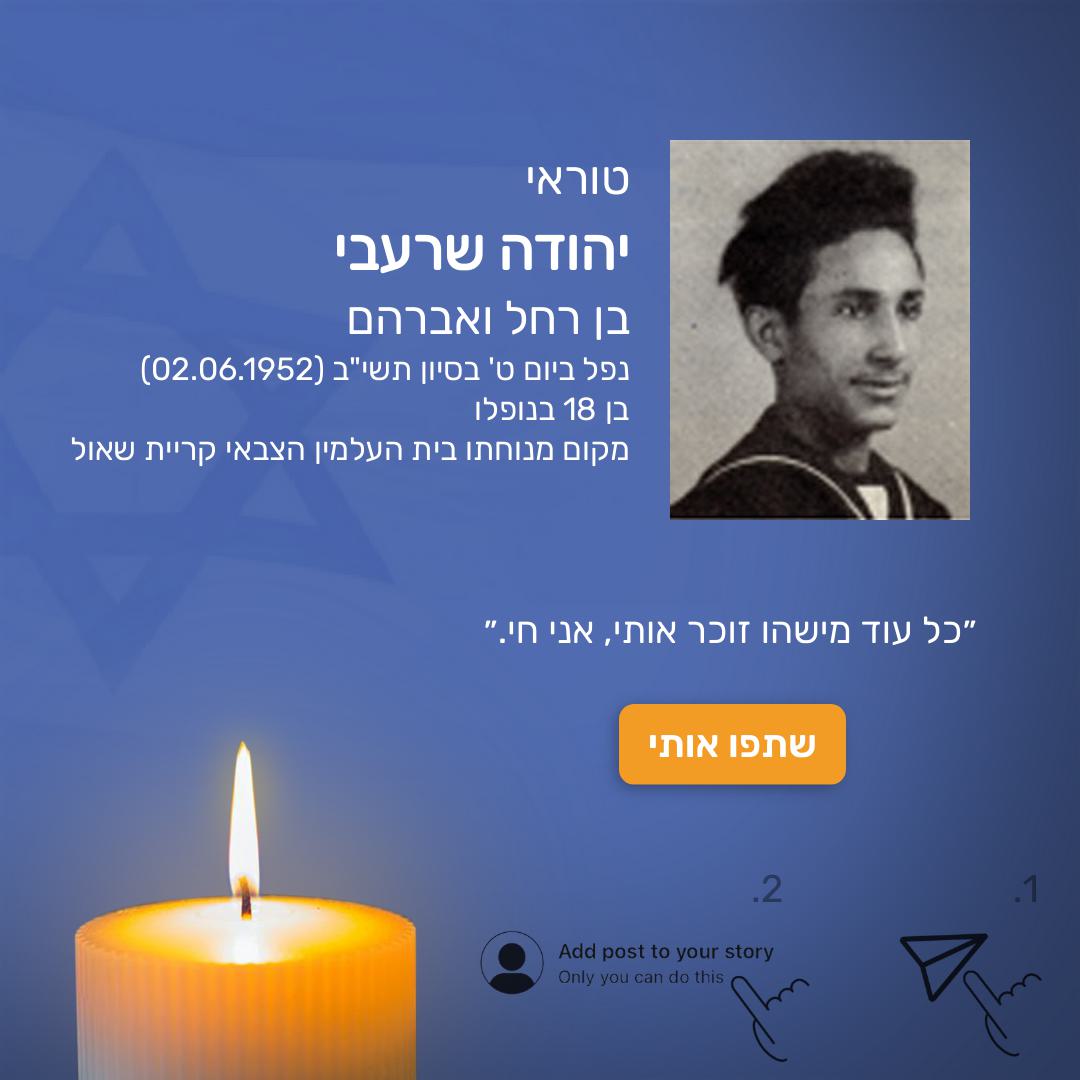 טוראי
יהודה שרעבי
בן רחל ואברהם
נפל ביום ט' בסיון תשי"ב (02.06.1952)
בן 18 בנופלו
מקום מנוחתו בית העלמין הצבאי קריית שאול
״כל עוד מישהו זוכר אותי, אני חי.״
שתפו אותי
.1
.2
Add post to your story
Only you can do this